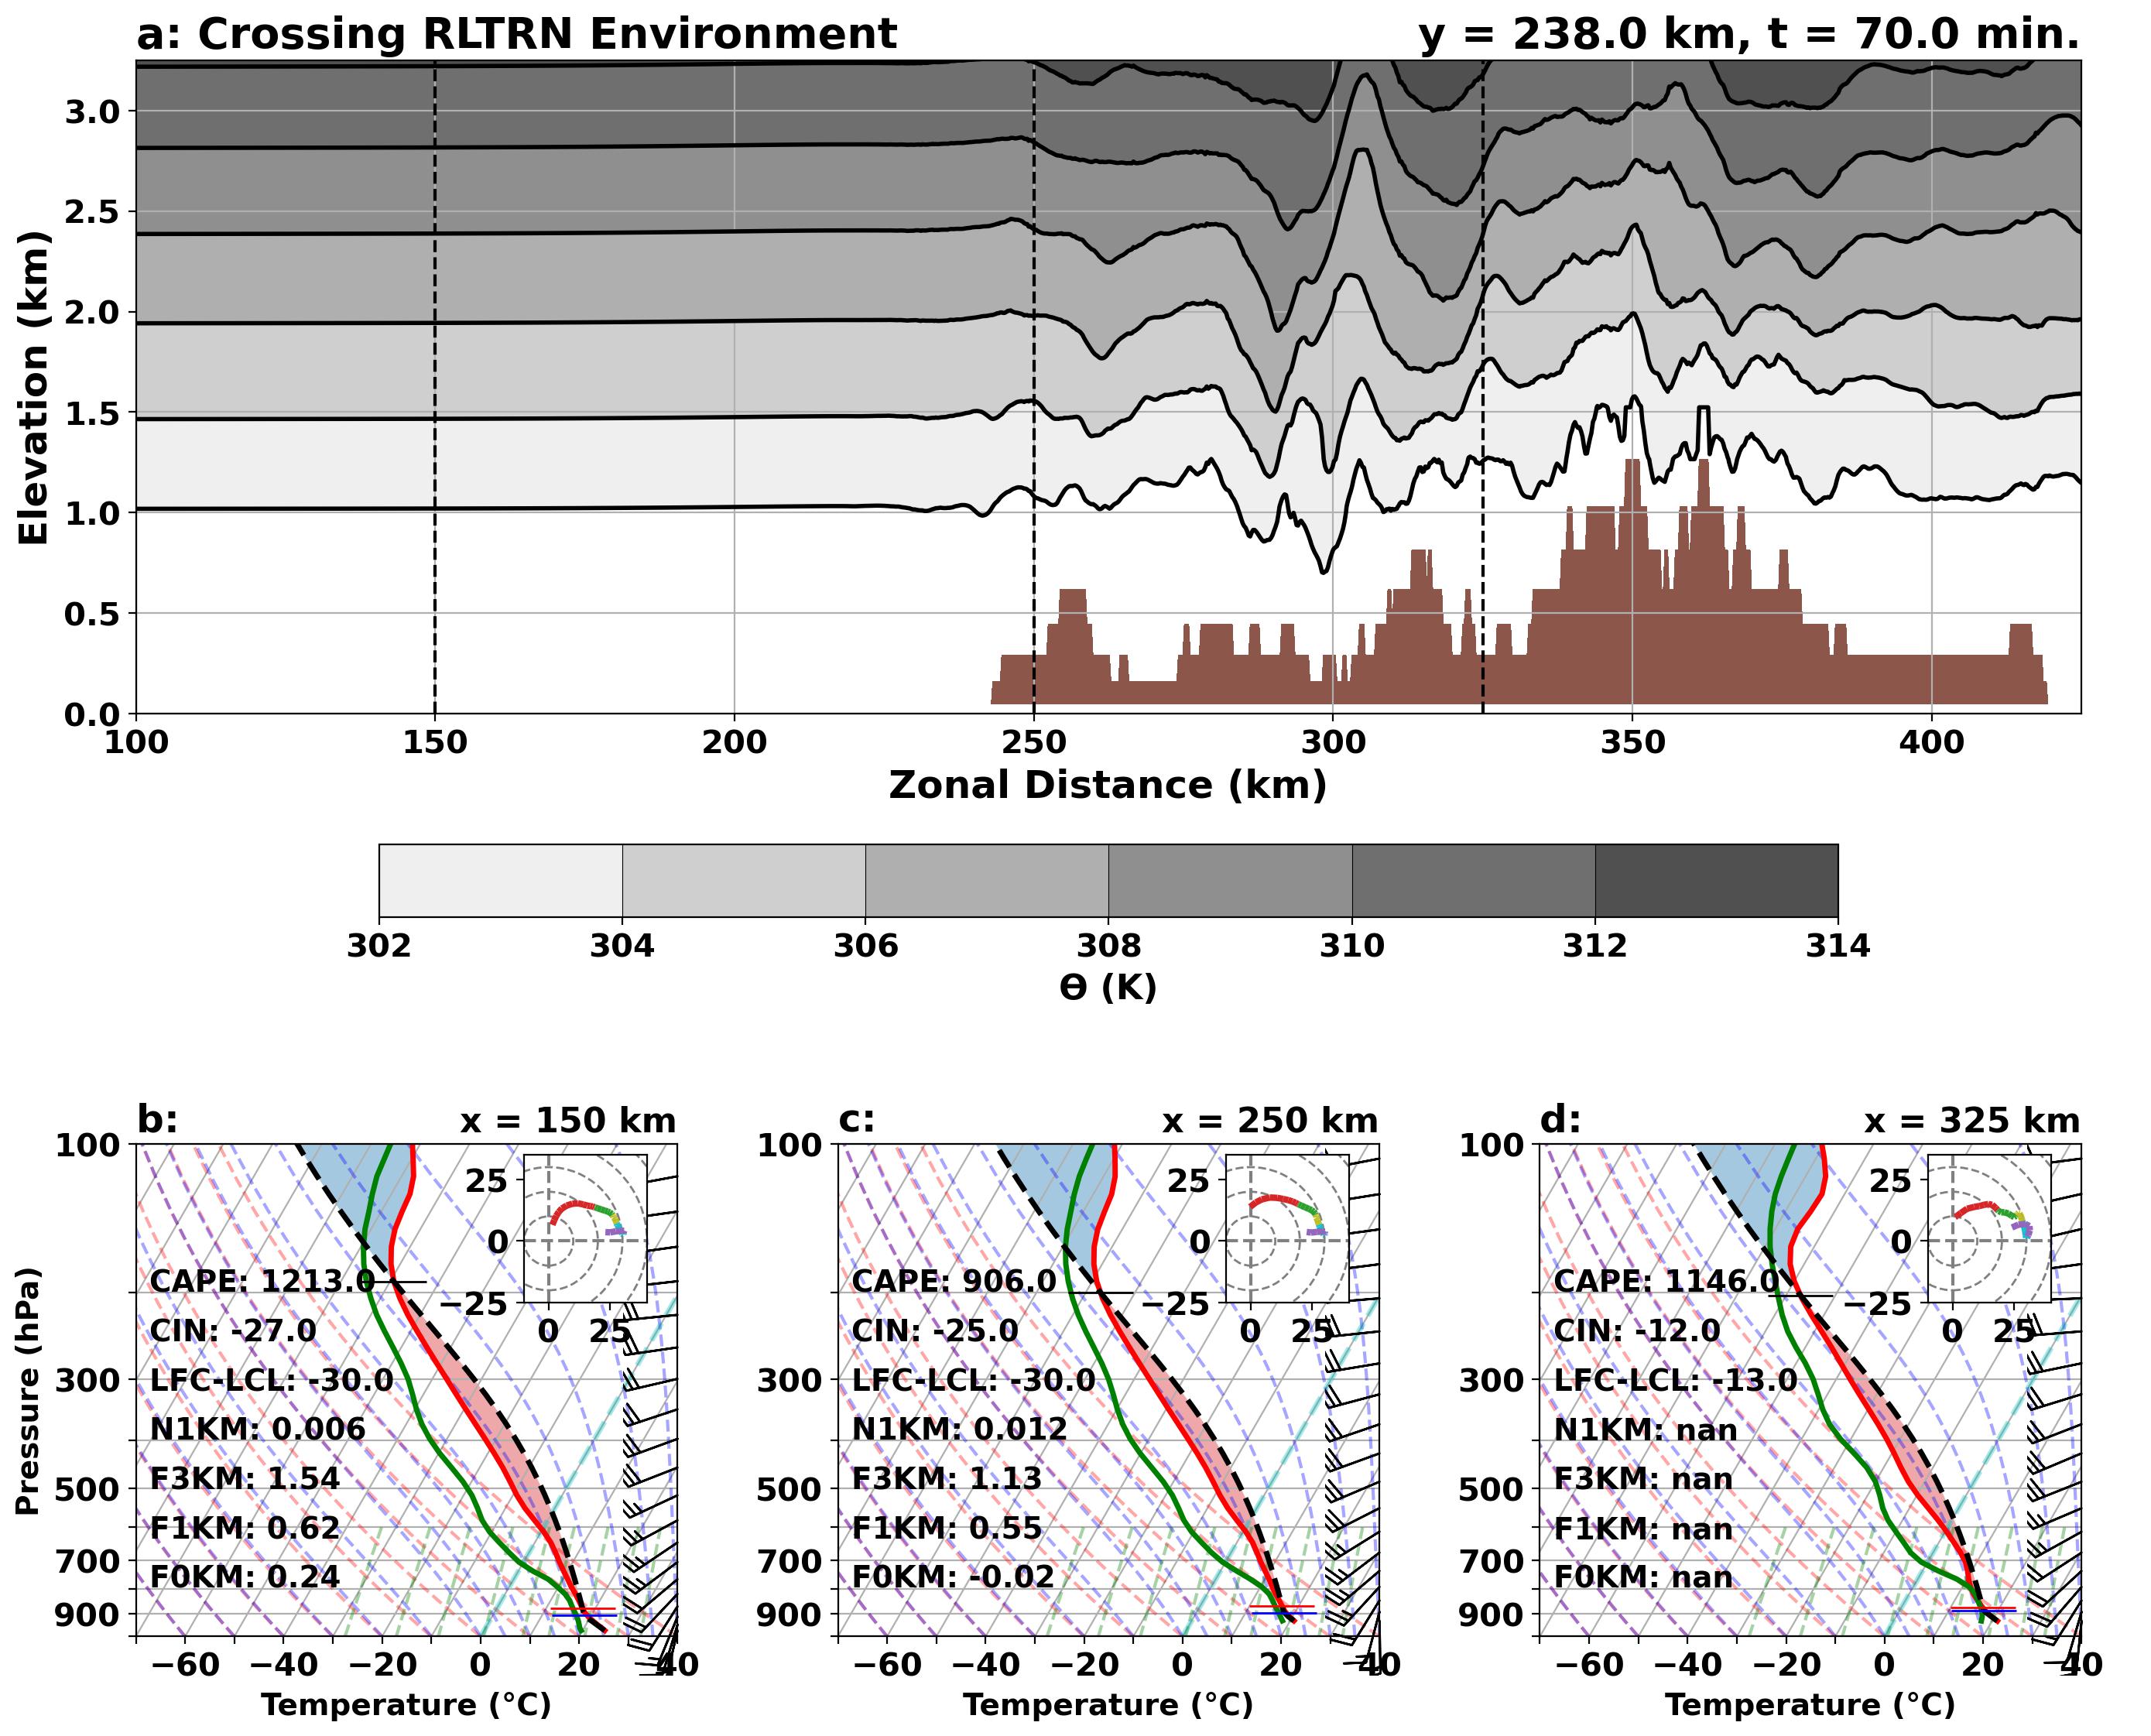 a: Crossing RLTRN Environment
y = 238.0 km, t = 70.0 min.
Elevation (km)
3.0
2.5
2.0
1.5
1.0
0.5
0.0
100 150 200 250 300 350 400
Zonal Distance (km)
302 304 306 308 310 312 314
Θ (K)
b:
x = 150 km
Pressure (hPa)
100
300
500
700
900
25
0
−25
0 25
CAPE: 1213.0
CIN: -27.0
LFC-LCL: -30.0
N1KM: 0.006
F3KM: 1.54
F1KM: 0.62
F0KM: 0.24
−60 −40 −20 0 20 40
Temperature (°C)
c:
x = 250 km
100
300
500
700
900
25
0
−25
0 25
CAPE: 906.0
CIN: -25.0
LFC-LCL: -30.0
N1KM: 0.012
F3KM: 1.13
F1KM: 0.55
F0KM: -0.02
−60 −40 −20 0 20 40
Temperature (°C)
d:
x = 325 km
100
300
500
700
900
25
0
−25
0 25
CAPE: 1146.0
CIN: -12.0
LFC-LCL: -13.0
N1KM: nan
F3KM: nan
F1KM: nan
F0KM: nan
−60 −40 −20 0 20 40
Temperature (°C)